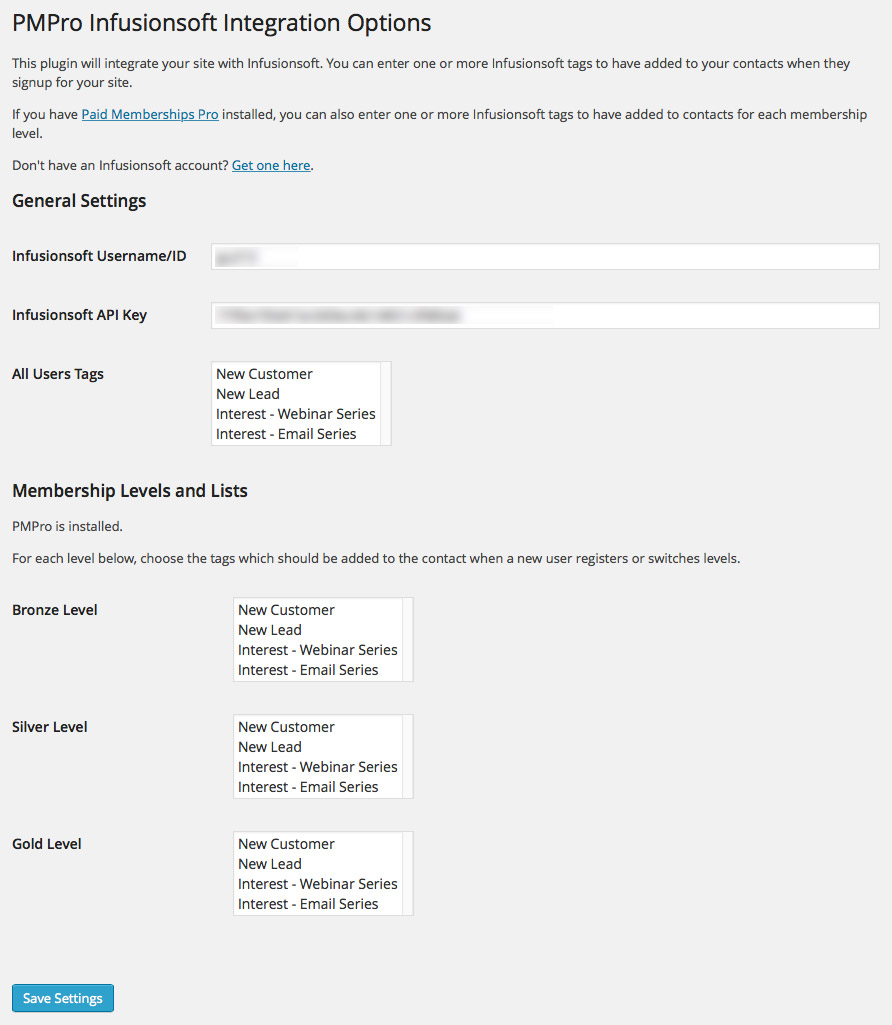 PMPro Infusionsoft Integration Options
This plugin will integrate your site with Infusionsoft. You can enter one or more Infusionsoft tags to have added to your contacts when they
signup for your site.
If you have Paid Memberships Pro installed, you can also enter one or more Infusionsoft tags to have added to contacts for each membership
level.
Don't have an Infusionsoft account? Get one here.
General Settings
Infusionsoft Username/ID
Infusionsoft API Key
All Users Tags
New Customer
New Lead
Interest - Webinar Series
Interest - Email Series
Membership Levels and Lists
PMPro is installed.
For each level below, choose the tags which should be added to the contact when a new user registers or switches levels.
Bronze Level
New Customer
New Lead
Interest - Webinar Series
Interest - Email Series
Silver Level
New Customer
New Lead
Interest - Webinar Series
Interest - Email Series
Gold Level
New Customer
New Lead
Interest - Webinar Series
Interest - Email Series
Save Settings